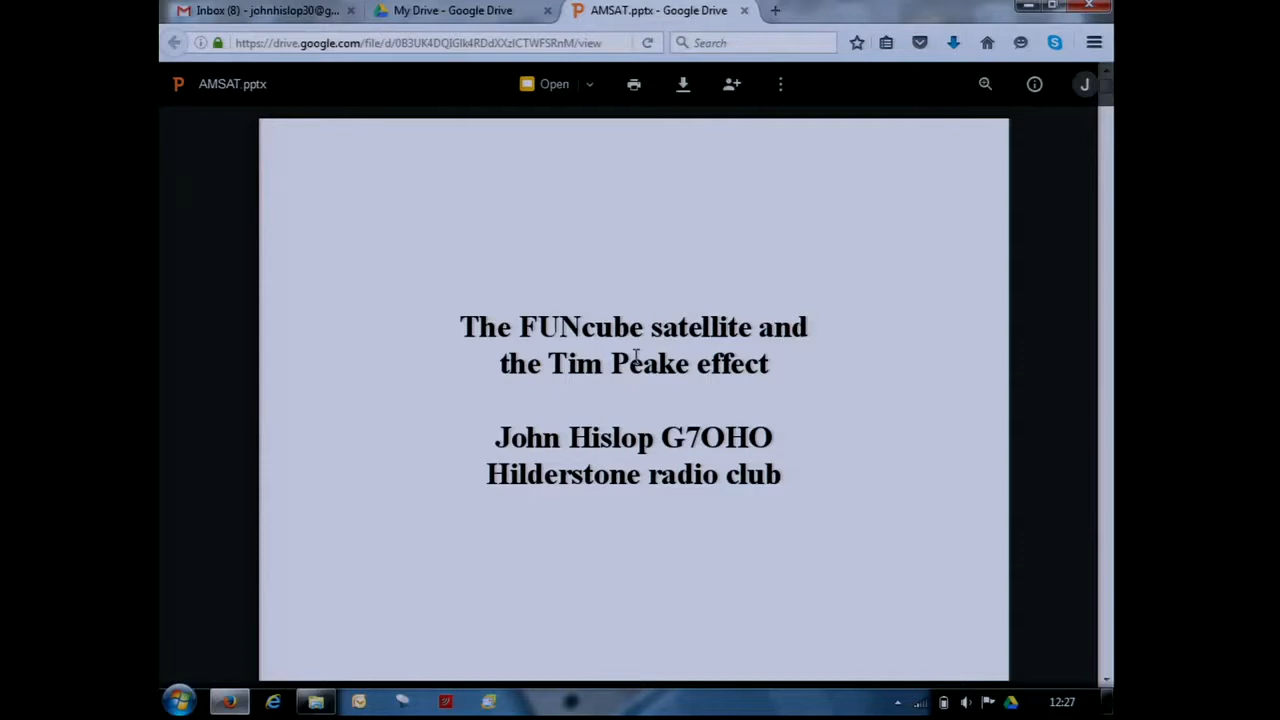 Inbox (8) - johnhislop30@g...
My Drive - Google Drive
AMSAT.pptx - Google Drive
Search
AMSAT.pptx
Open
J
The FUNcube satellite and
the Tim Peake effect
John Hislop G7OHO
Hilderstone radio club
12:27